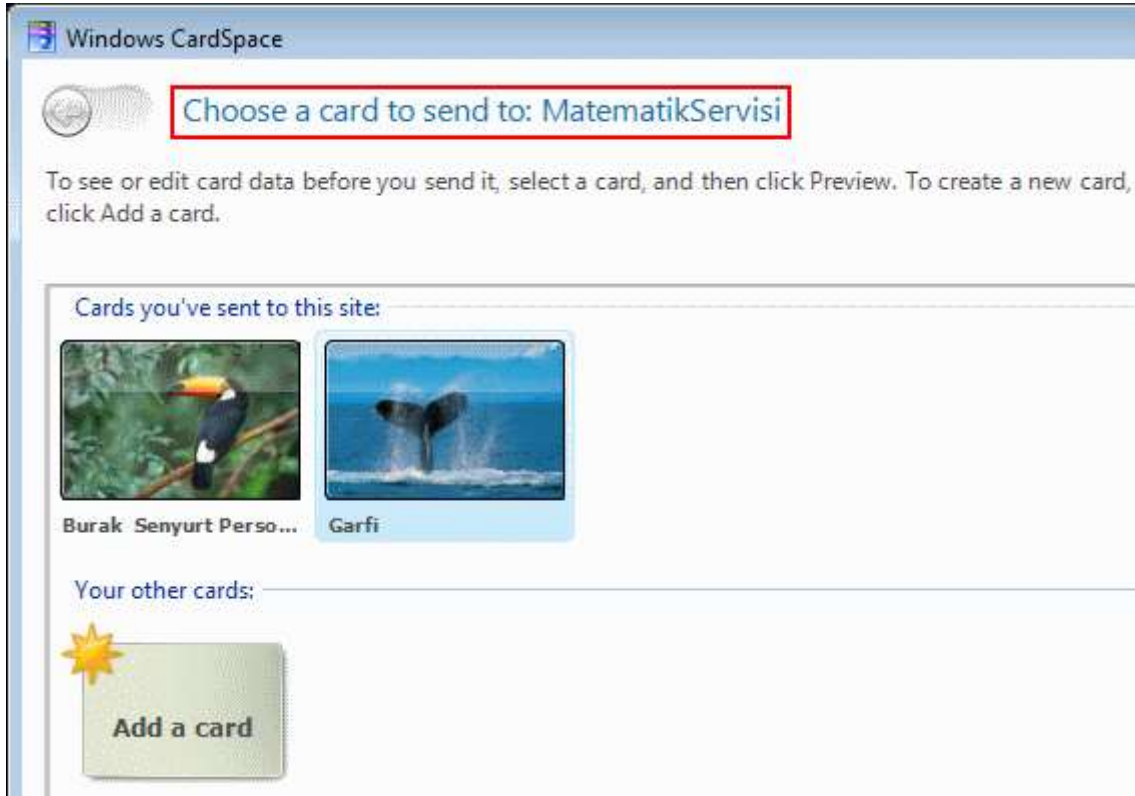 Windows CardSpace
Choose a card to send to: MatematikServisi
To see or edit card data before you send it, select a card, and then click Preview. To create a new card,
click Add a card.
Cards you've sent to this site:
Burak Senyurt Perso...
Garfi
Your other cards:
Add a card